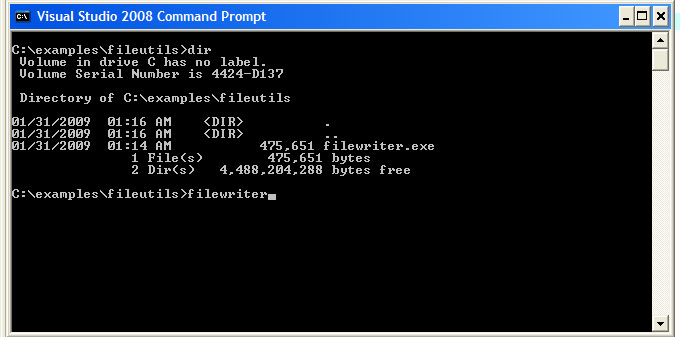 Visual Studio 2008 Command Prompt
C:\examples\fileutils>dir
 Volume in drive C has no label.
 Volume Serial Number is 4424-D137

 Directory of C:\examples\fileutils

01/31/2009  01:16 AM    <DIR>          .
01/31/2009  01:16 AM    <DIR>          ..
01/31/2009  01:14 AM           475,651 filewriter.exe
               1 File(s)        475,651 bytes
               2 Dir(s)   4,488,204,288 bytes free

C:\examples\fileutils>filewriter